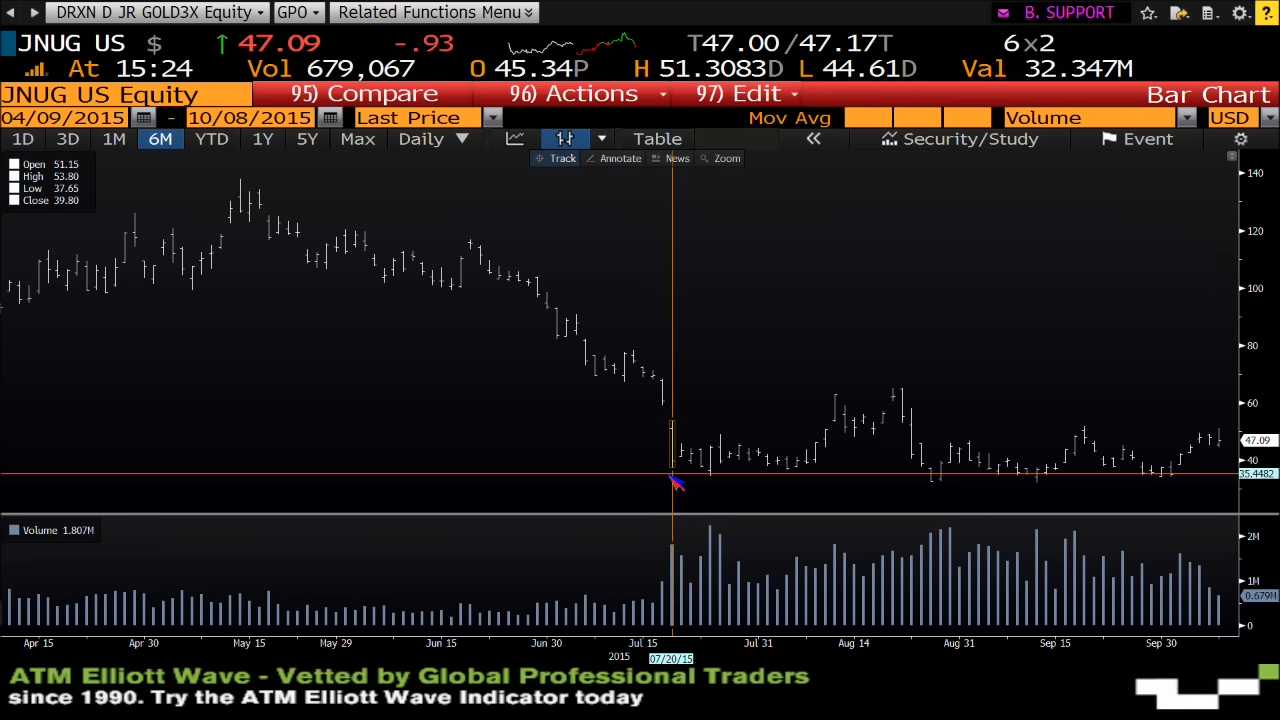 DRXN D JR GOLD3X Equity GPO Related Functions Menu B. SUPPORT ?
JNUG US $ 47.09 -.93 T47.00 /47.17T 6x2
At 15:24 Vol 679,067 O 45.34P H 51.3083D L 44.61D Val 32.347M
JNUG US Equity 95) Compare 96) Actions 97) Edit Bar Chart
04/09/2015 - 10/08/2015 Last Price Mov Avg Volume USD
1D 3D 1M 6M YTD 1Y 5Y Max Daily Table Security/Study Event
Track Annotate News Zoom
Open 51.15
High 53.80
Low 37.65
Close 39.80
140
120
100
80
60
47.09
40
35.4482
Volume 1.807M
2M
1M
0.679M
0
Apr 15 Apr 30 May 15 May 29 Jun 15 Jun 30 Jul 15 Jul 31 Aug 14 Aug 31 Sep 15 Sep 30
2015 07/20/15
ATM Elliott Wave - Vetted by Global Professional Traders
since 1990. Try the ATM Elliott Wave Indicator today